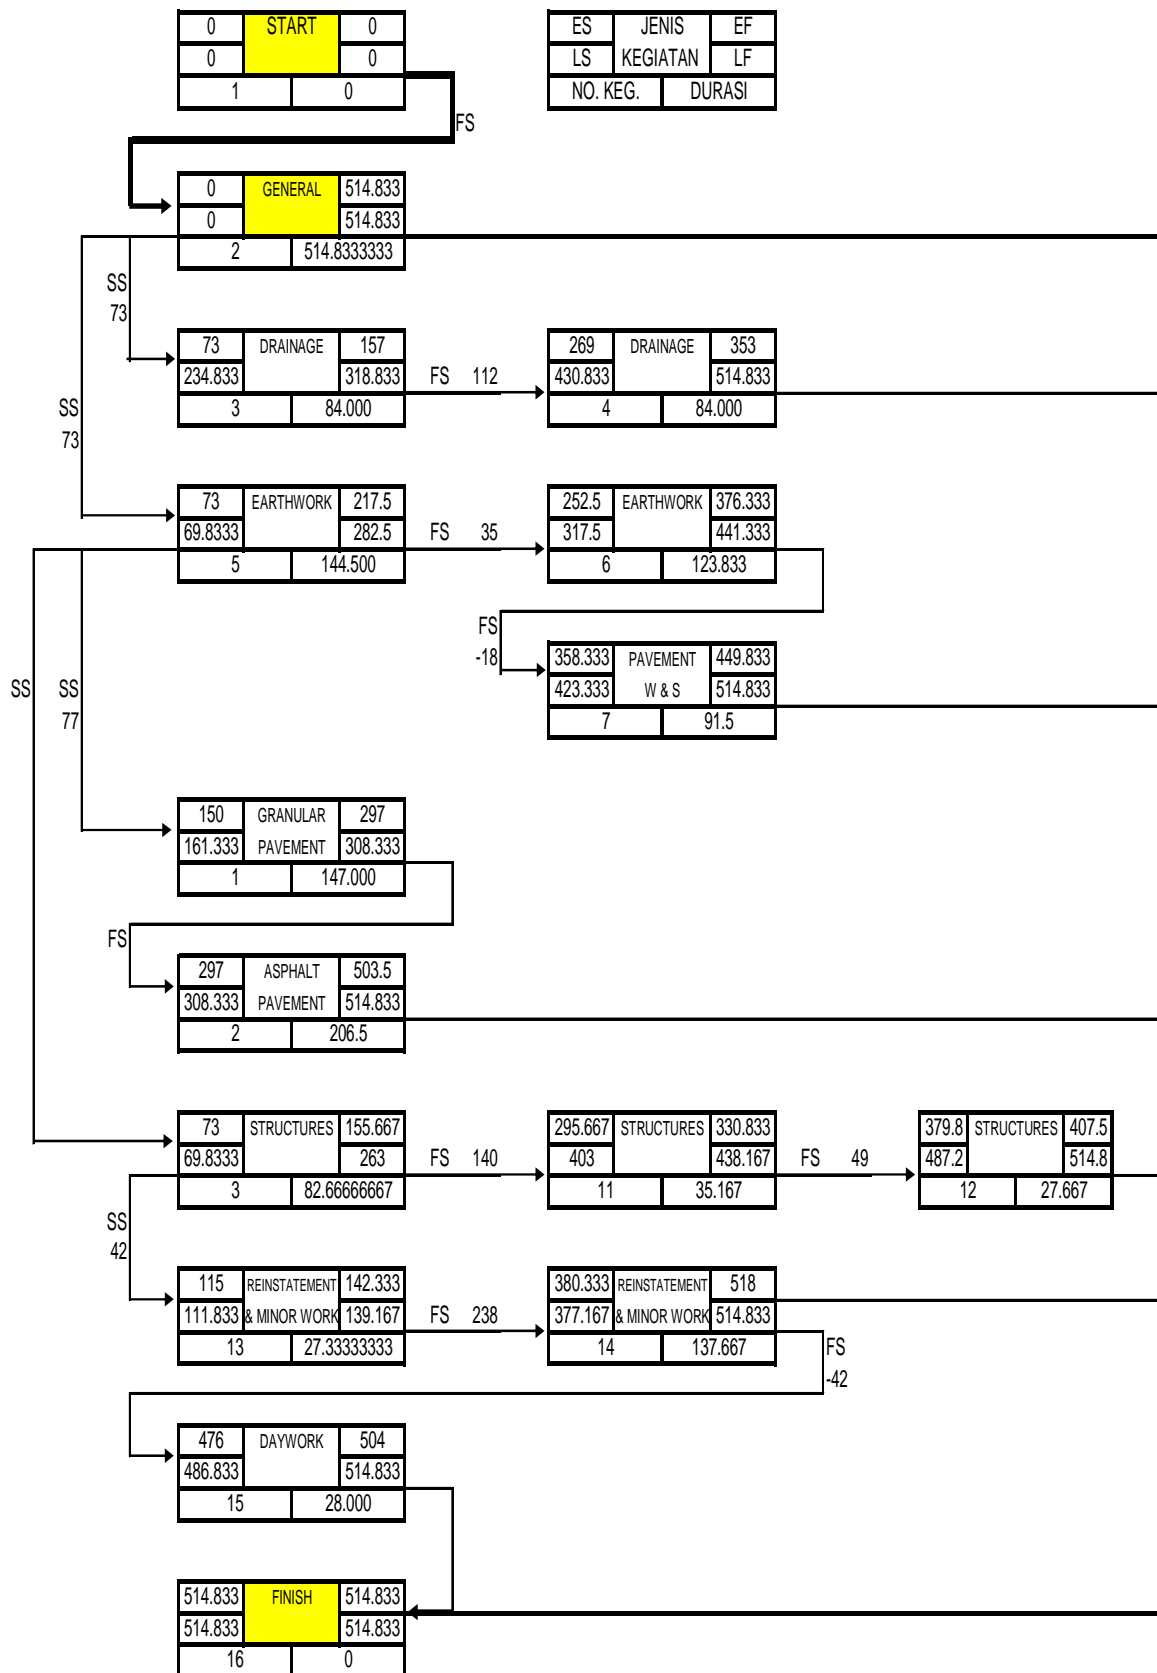 0 START 0
0 0
1 0
ES JENIS EF
LS KEGIATAN LF
NO. KEG. DURASI
FS
0 GENERAL 514.833
0 514.833
2 514.8333333
SS
73
73 DRAINAGE 157
234.833 318.833
3 84.000
FS 112
269 DRAINAGE 353
430.833 514.833
4 84.000
SS
73
73 EARTHWORK 217.5
69.8333 282.5
5 144.500
FS 35
252.5 EARTHWORK 376.333
317.5 441.333
6 123.833
FS
-18
358.333 PAVEMENT 449.833
423.333 W & S 514.833
7 91.5
SS
SS
77
150 GRANULAR 297
161.333 PAVEMENT 308.333
1 147.000
FS
297 ASPHALT 503.5
308.333 PAVEMENT 514.833
2 206.5
73 STRUCTURES 155.667
69.8333 263
3 82.66666667
FS 140
295.667 STRUCTURES 330.833
403 438.167
11 35.167
FS 49
379.8 STRUCTURES 407.5
487.2 514.8
12 27.667
SS
42
115 REINSTATEMENT 142.333
111.833 & MINOR WORK 139.167
13 27.33333333
FS 238
380.333 REINSTATEMENT 518
377.167 & MINOR WORK 514.833
14 137.667
FS
-42
476 DAYWORK 504
486.833 514.833
15 28.000
514.833 FINISH 514.833
514.833 514.833
16 0